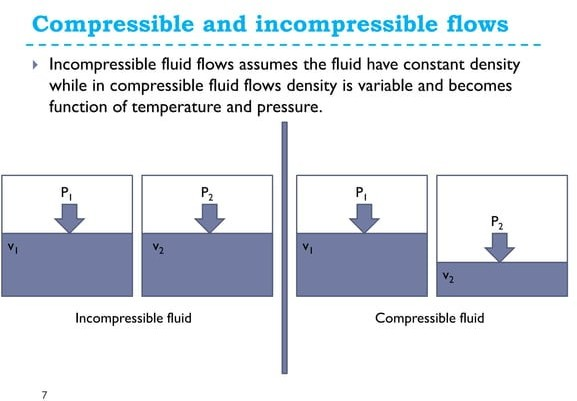 Compressible and incompressible flows
Incompressible fluid flows assumes the fluid have constant density
while in compressible fluid flows density is variable and becomes
function of temperature and pressure.
P₁
P₂
P₁
P₂
v₁
v₂
v₁
v₂
Incompressible fluid
Compressible fluid
7